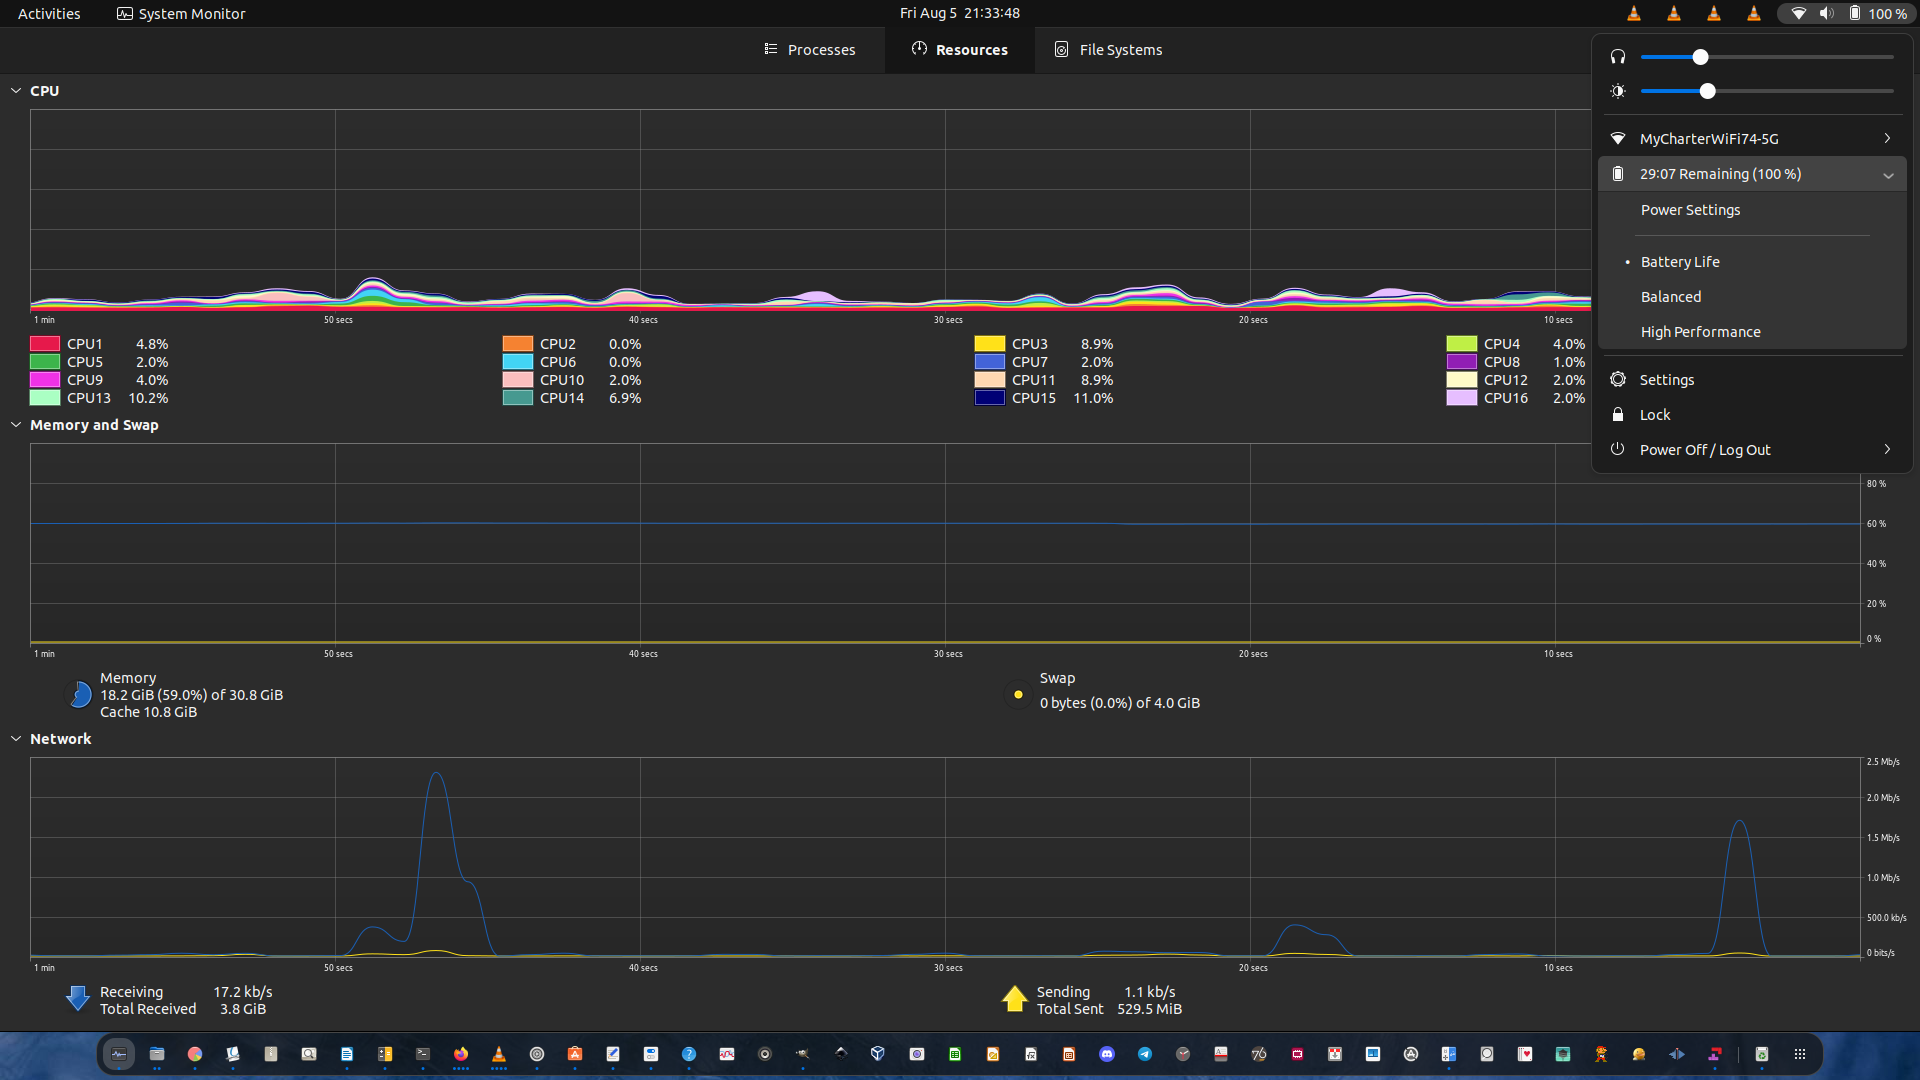 Activities System Monitor Fri Aug 5 21:33:48 100 %
Processes Resources File Systems
MyCharterWiFi74-5G
29:07 Remaining (100 %)
Power Settings
• Battery Life
Balanced
High Performance
Settings
Lock
Power Off / Log Out
CPU
1 min 50 secs 40 secs 30 secs 20 secs 10 secs
CPU1 4.8% CPU2 0.0% CPU3 8.9% CPU4 4.0%
CPU5 2.0% CPU6 0.0% CPU7 2.0% CPU8 1.0%
CPU9 4.0% CPU10 2.0% CPU11 8.9% CPU12 2.0%
CPU13 10.2% CPU14 6.9% CPU15 11.0% CPU16 2.0%
Memory and Swap
80 %
60 %
40 %
20 %
0 %
1 min 50 secs 40 secs 30 secs 20 secs 10 secs
Memory
18.2 GiB (59.0%) of 30.8 GiB
Cache 10.8 GiB
Swap
0 bytes (0.0%) of 4.0 GiB
Network
2.5 Mb/s
2.0 Mb/s
1.5 Mb/s
1.0 Mb/s
500.0 kb/s
0 bits/s
1 min 50 secs 40 secs 30 secs 20 secs 10 secs
Receiving 17.2 kb/s
Total Received 3.8 GiB
Sending 1.1 kb/s
Total Sent 529.5 MiB